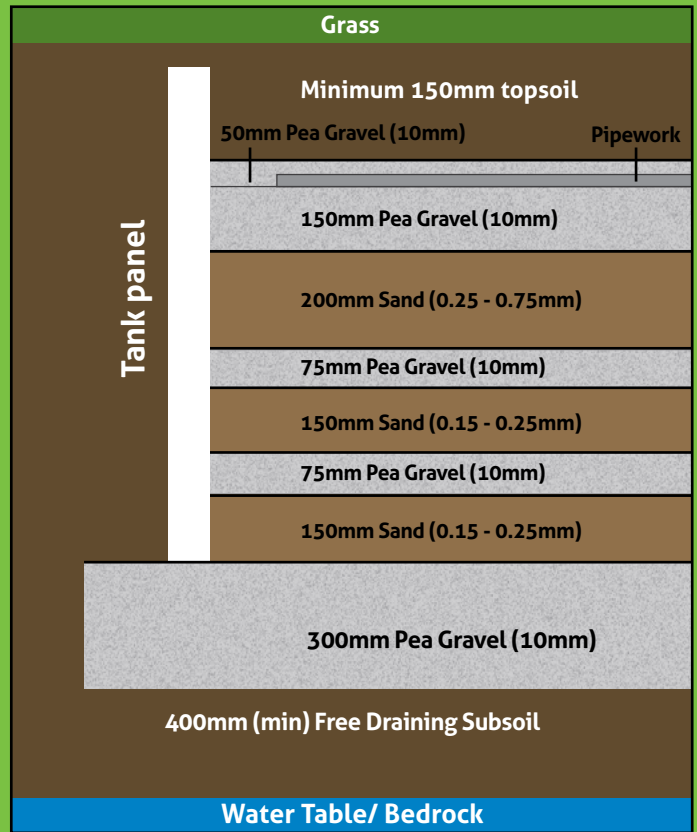 Grass
Minimum 150mm topsoil
50mm Pea Gravel (10mm)
Pipework
150mm Pea Gravel (10mm)
Tank panel
200mm Sand (0.25 - 0.75mm)
75mm Pea Gravel (10mm)
150mm Sand (0.15 - 0.25mm)
75mm Pea Gravel (10mm)
150mm Sand (0.15 - 0.25mm)
300mm Pea Gravel (10mm)
400mm (min) Free Draining Subsoil
Water Table/ Bedrock